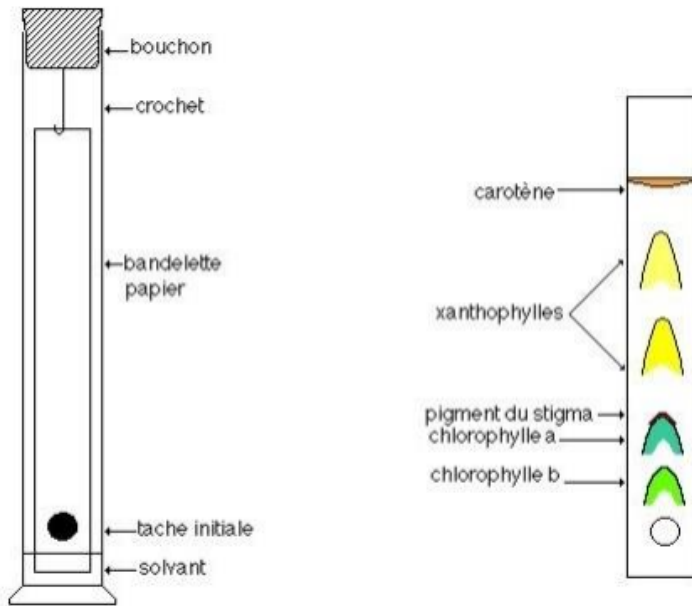 bouchon
crochet
bandelette
papier
tache initiale
solvant
carotène
xanthophylles
pigment du stigma
chlorophylle a
chlorophylle b